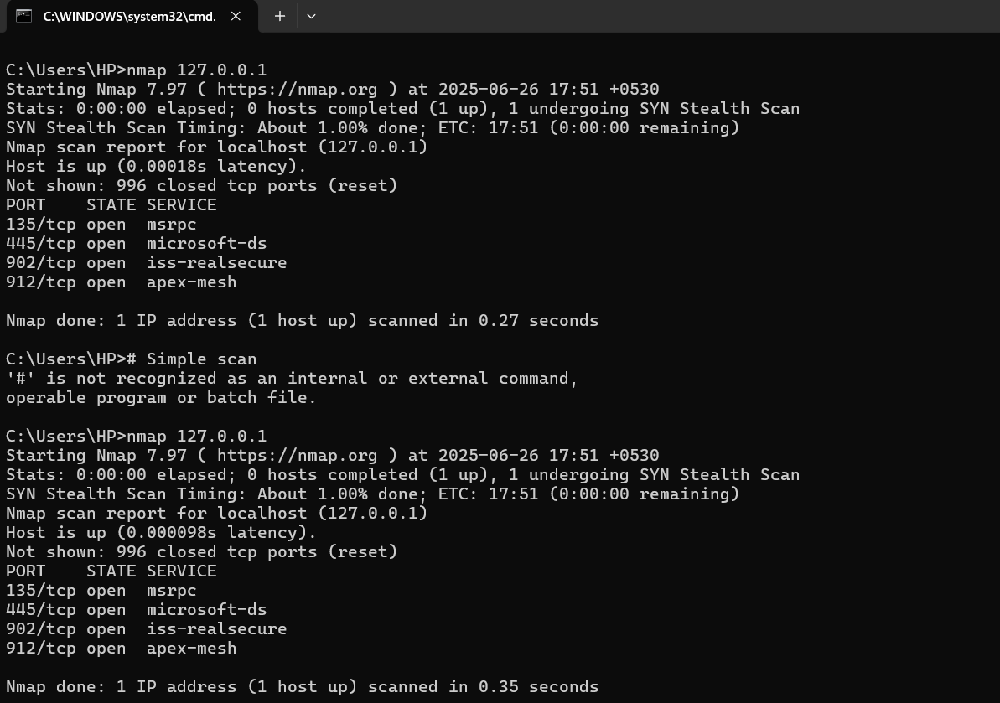 C:\WINDOWS\system32\cmd.
C:\Users\HP>nmap 127.0.0.1
Starting Nmap 7.97 ( https://nmap.org ) at 2025-06-26 17:51 +0530
Stats: 0:00:00 elapsed; 0 hosts completed (1 up), 1 undergoing SYN Stealth Scan
SYN Stealth Scan Timing: About 1.00% done; ETC: 17:51 (0:00:00 remaining)
Nmap scan report for localhost (127.0.0.1)
Host is up (0.00018s latency).
Not shown: 996 closed tcp ports (reset)
PORT    STATE SERVICE
135/tcp open  msrpc
445/tcp open  microsoft-ds
902/tcp open  iss-realsecure
912/tcp open  apex-mesh
Nmap done: 1 IP address (1 host up) scanned in 0.27 seconds
C:\Users\HP># Simple scan
'#' is not recognized as an internal or external command,
operable program or batch file.
C:\Users\HP>nmap 127.0.0.1
Starting Nmap 7.97 ( https://nmap.org ) at 2025-06-26 17:51 +0530
Stats: 0:00:00 elapsed; 0 hosts completed (1 up), 1 undergoing SYN Stealth Scan
SYN Stealth Scan Timing: About 1.00% done; ETC: 17:51 (0:00:00 remaining)
Nmap scan report for localhost (127.0.0.1)
Host is up (0.000098s latency).
Not shown: 996 closed tcp ports (reset)
PORT    STATE SERVICE
135/tcp open  msrpc
445/tcp open  microsoft-ds
902/tcp open  iss-realsecure
912/tcp open  apex-mesh
Nmap done: 1 IP address (1 host up) scanned in 0.35 seconds